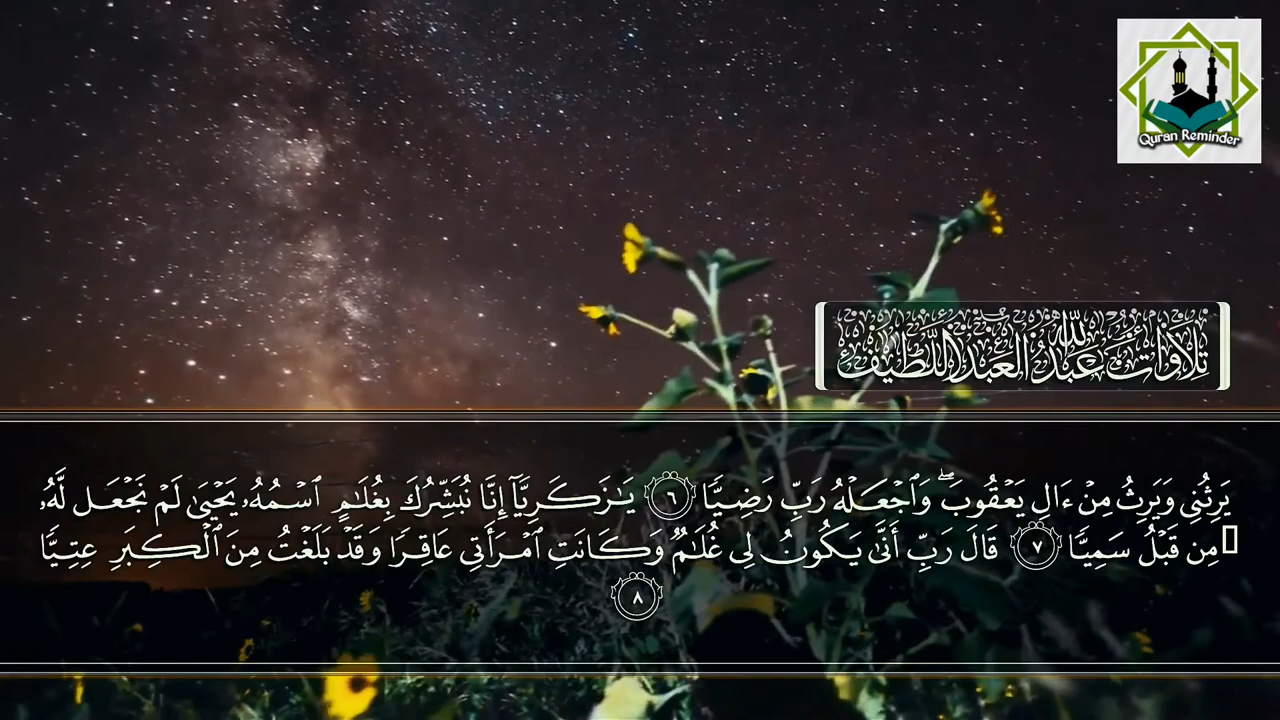 Quran Reminder
تلاوات عبد الله العبد اللطيف
يَرِثُنِى وَيَرِثُ مِنْ ءَالِ يَعْقُوبَ ۖ وَٱجْعَلْهُ رَبِّ رَضِيًّا ٦ يَـٰزَكَرِيَّآ إِنَّا نُبَشِّرُكَ بِغُلَـٰمٍ ٱسْمُهُۥ يَحْيَىٰ لَمْ نَجْعَل لَّهُۥ
مِن قَبْلُ سَمِيًّا ٧ قَالَ رَبِّ أَنَّىٰ يَكُونُ لِى غُلَـٰمٌ وَكَانَتِ ٱمْرَأَتِى عَاقِرًا وَقَدْ بَلَغْتُ مِنَ ٱلْكِبَرِ عِتِيًّا
٨